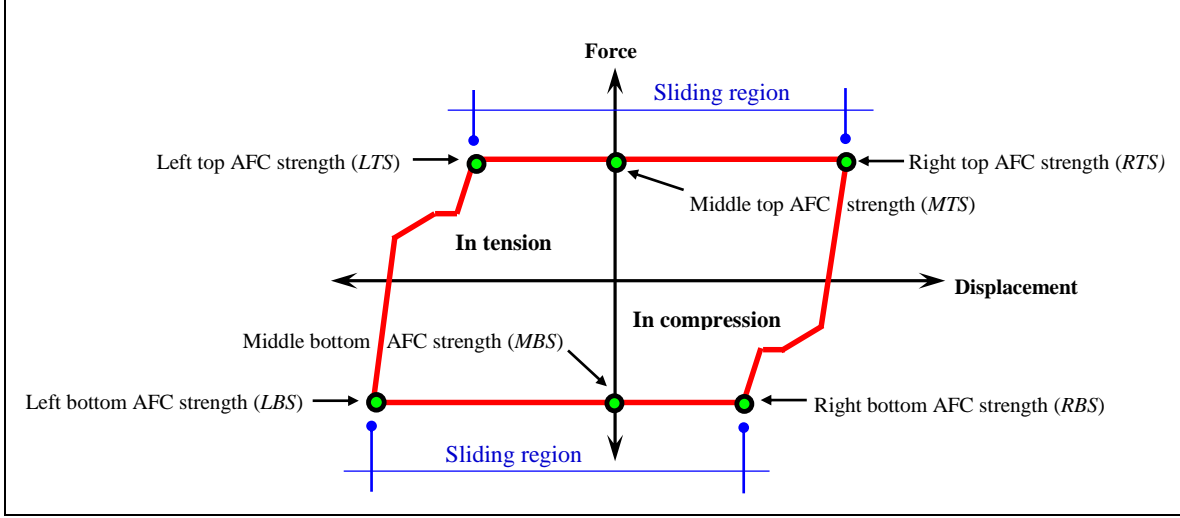 Force
Sliding region
Left top AFC strength (LTS)
Right top AFC strength (RTS)
Middle top AFC strength (MTS)
In tension
Displacement
In compression
Middle bottom AFC strength (MBS)
Left bottom AFC strength (LBS)
Right bottom AFC strength (RBS)
Sliding region